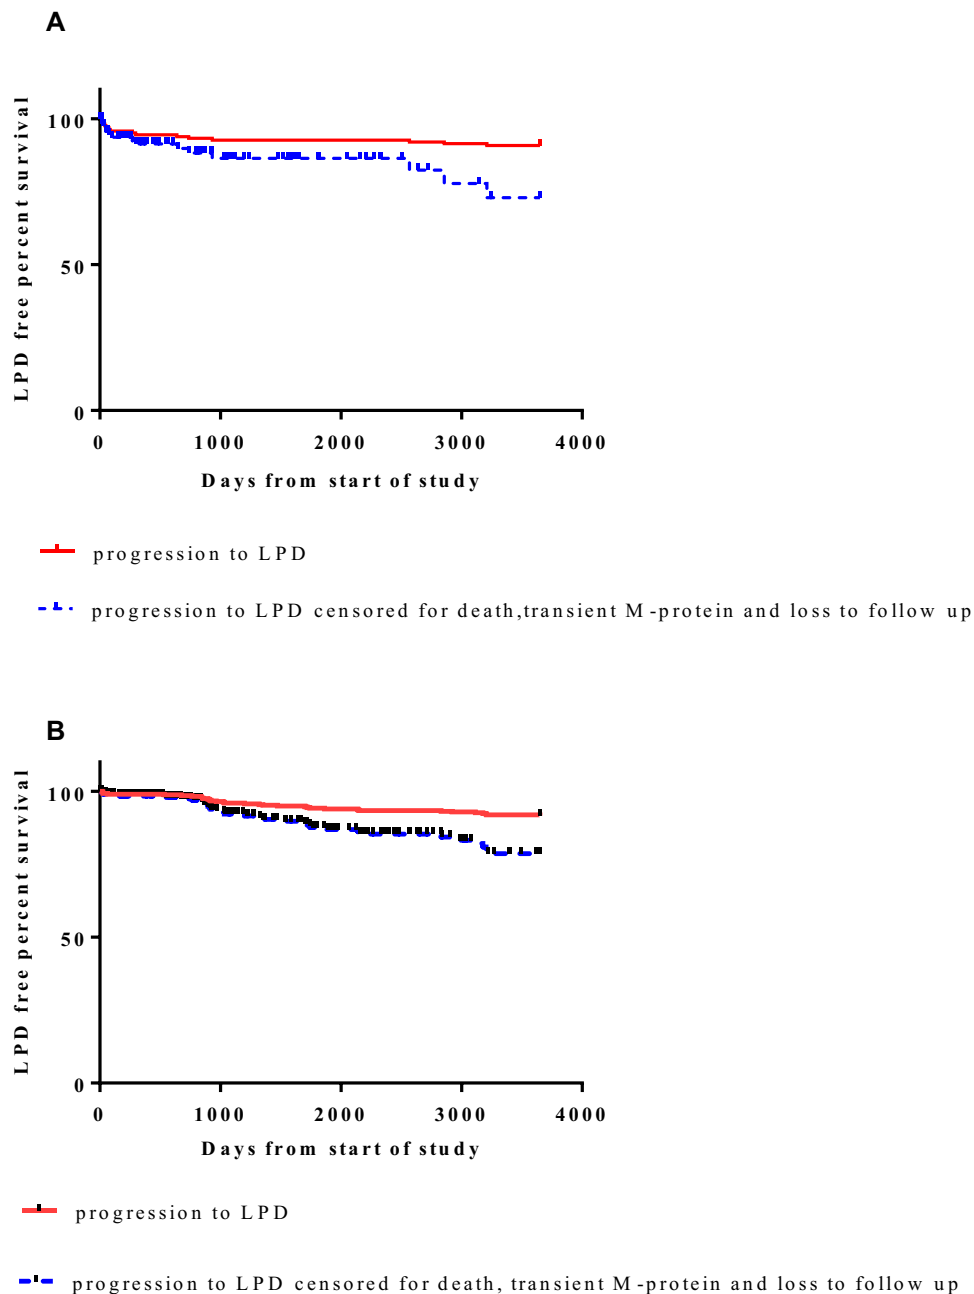 A
LPD free percent survival
100
50
0
0 1000 2000 3000 4000
Days from start of study
progression to LPD
progression to LPD censored for death,transient M-protein and loss to follow up
B
LPD free percent survival
100
50
0
0 1000 2000 3000 4000
Days from start of study
progression to LPD
progression to LPD censored for death, transient M-protein and loss to follow up